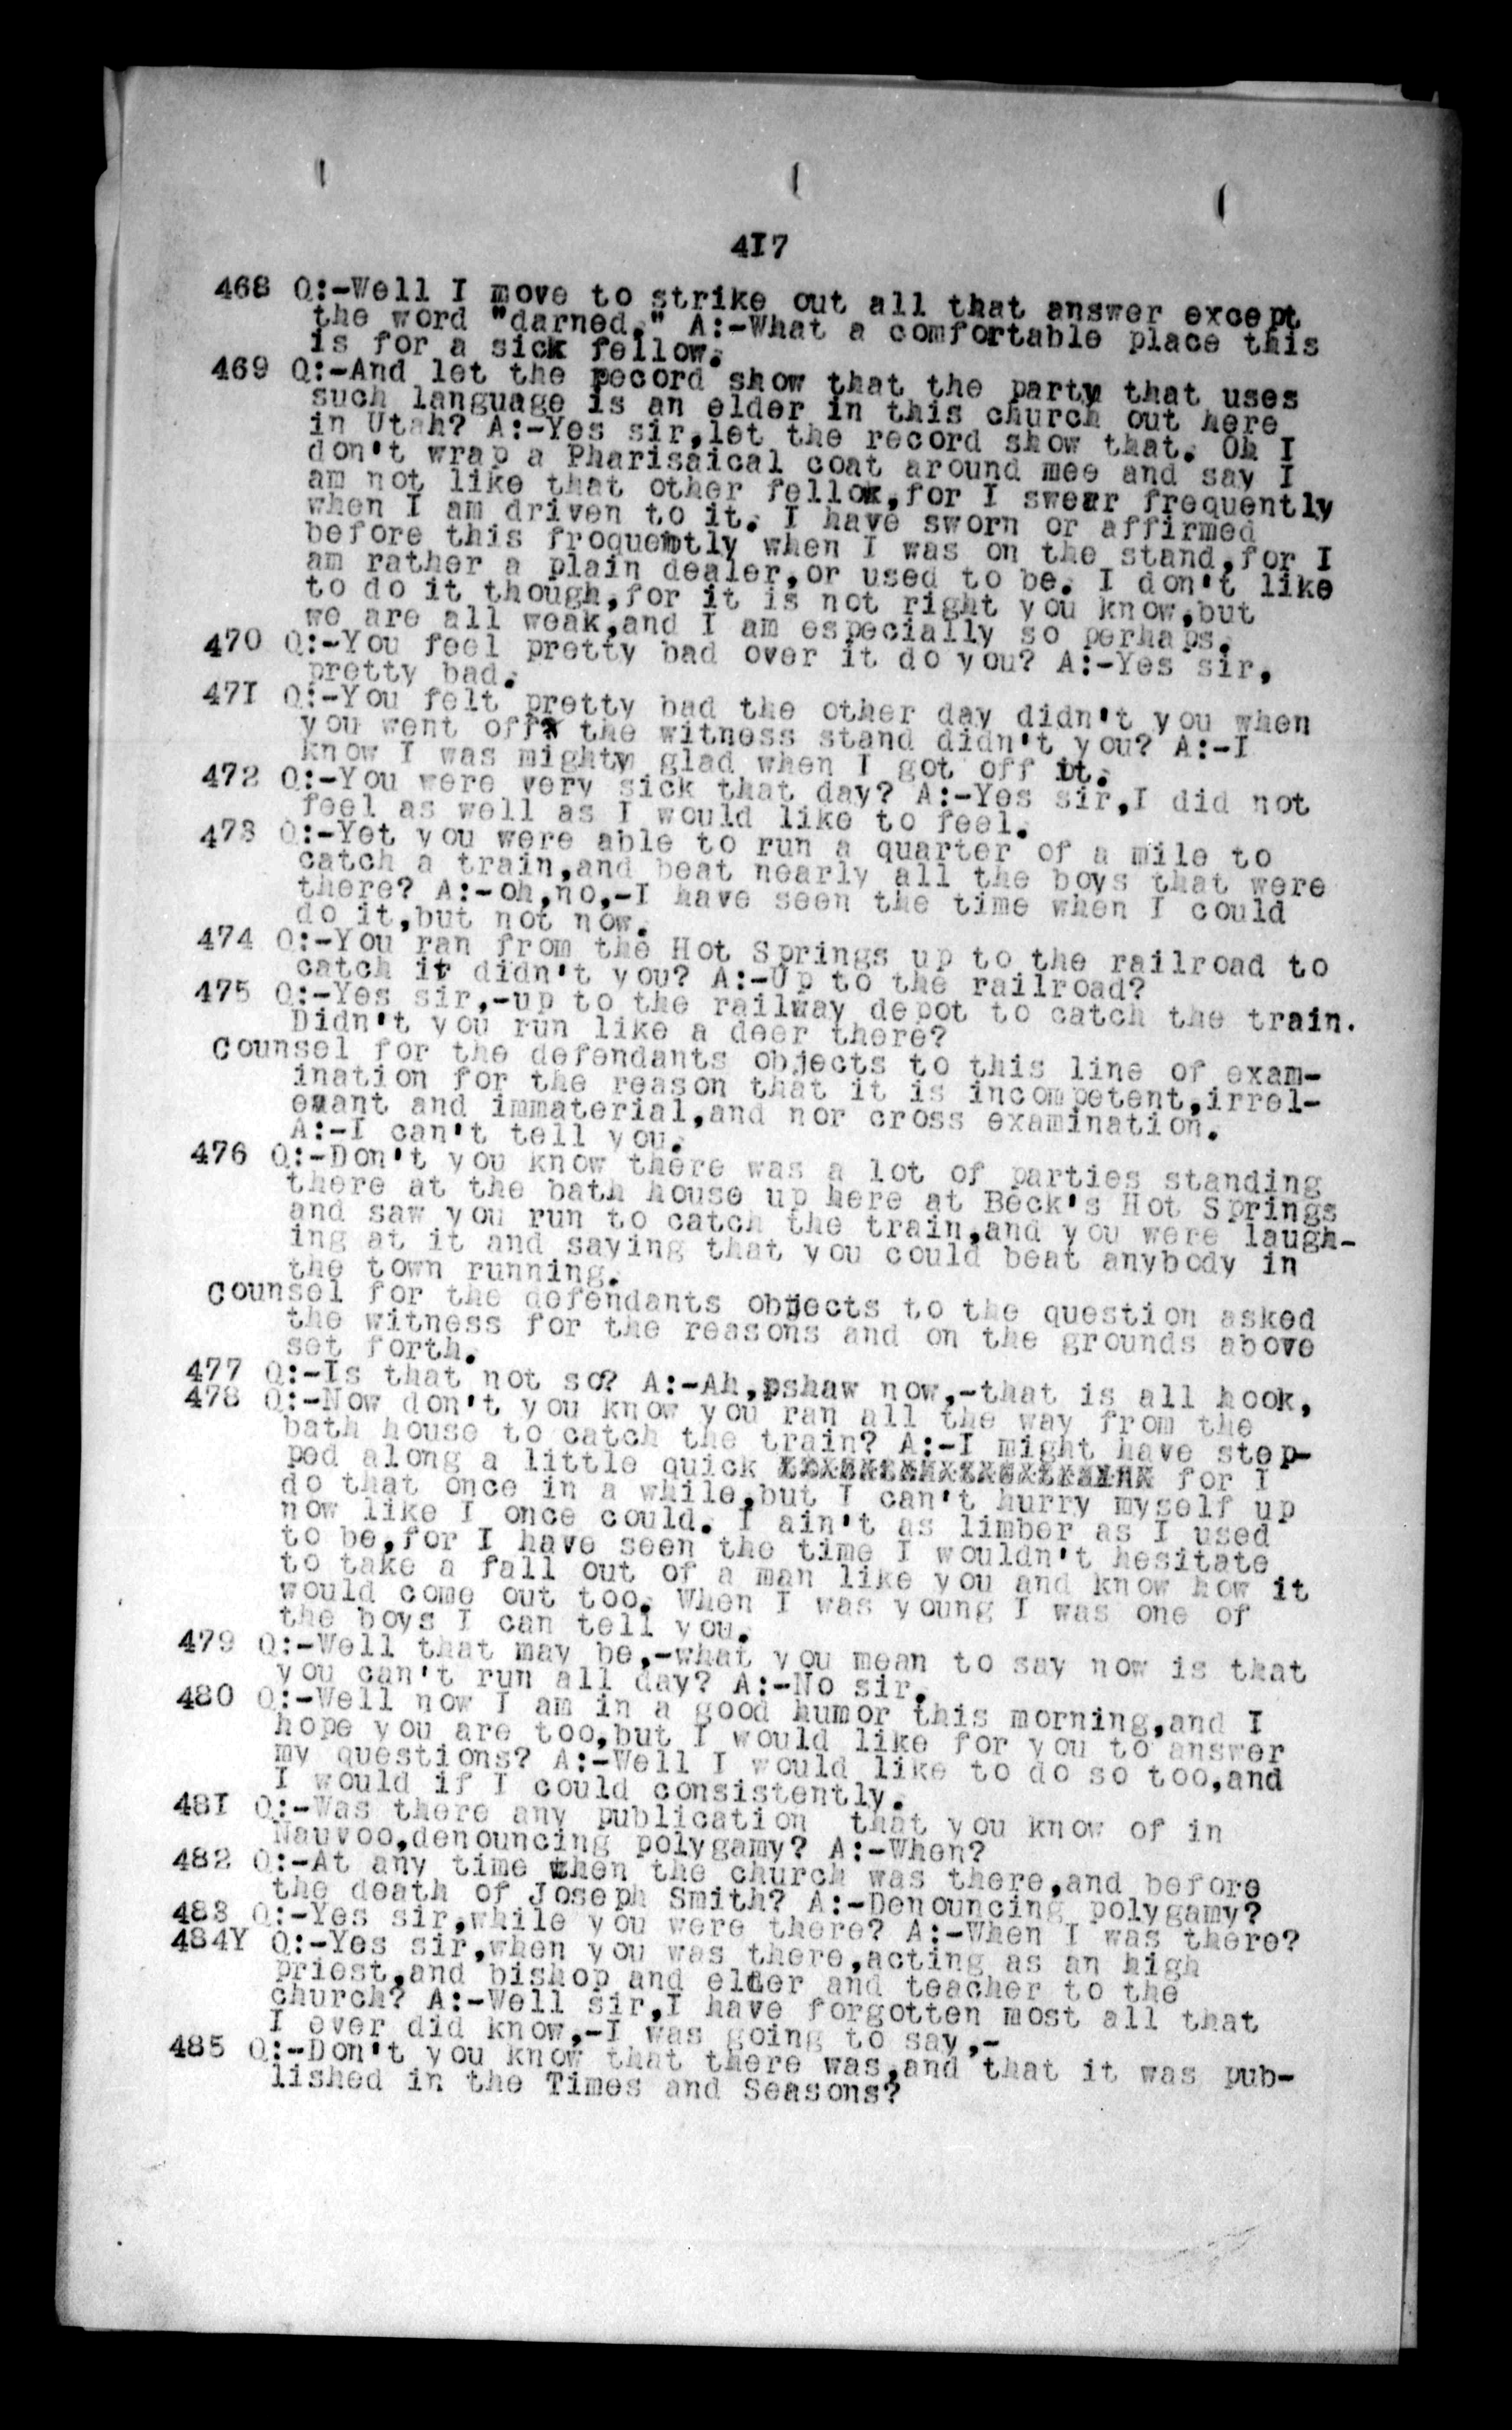 4I7
468 Q:-Well I move to strike out all that answer except
the word "darned." A:-What a comfortable place this
is for a sick fellow.
469 Q:-And let the record show that the party that uses
such language is an elder in this church out here
in Utah? A:-Yes sir,let the record show that. Oh I
don't wrap a Pharisaical coat around mee and say I
am not like that other fellow,for I swear frequently
when I am driven to it. I have sworn or affirmed
before this frequently when I was on the stand,for I
am rather a plain dealer,or used to be. I don't like
to do it though,for it is not right you know,but
we are all weak,and I am especially so perhaps.
470 Q:-You feel pretty bad over it do you? A:-Yes sir,
pretty bad.
47I Q:-You felt pretty bad the other day didn't you when
you went off the witness stand didn't you? A:-I
know I was mighty glad when I got off it.
472 Q:-You were very sick that day? A:-Yes sir,I did not
feel as well as I would like to feel.
473 Q:-Yet you were able to run a quarter of a mile to
catch a train,and beat nearly all the boys that were
there? A:-oh,no,-I have seen the time when I could
do it,but not now.
474 Q:-You ran from the Hot Springs up to the railroad to
catch it didn't you? A:-Up to the railroad?
475 Q:-Yes sir,-up to the railway depot to catch the train.
Didn't you run like a deer there?
Counsel for the defendants objects to this line of exam-
ination for the reason that it is incompetent,irrel-
evant and immaterial,and nor cross examination.
A:-I can't tell you.
476 Q:-Don't you know there was a lot of parties standing
there at the bath house up here at Beck's Hot Springs
and saw you run to catch the train,and you were laugh-
ing at it and saying that you could beat anybody in
the town running.
Counsel for the defendants objects to the question asked
the witness for the reasons and on the grounds above
set forth.
477 Q:-Is that not so? A:-Ah,pshaw now,-that is all hook,
478 Q:-Now don't you know you ran all the way from the
bath house to catch the train? A:-I might have step-
ped along a little quick for I
do that once in a while,but I can't hurry myself up
now like I once could. I ain't as limber as I used
to be,for I have seen the time I wouldn't hesitate
to take a fall out of a man like you and know how it
would come out too. When I was young I was one of
the boys I can tell you.
479 Q:-Well that may be,-what you mean to say now is that
you can't run all day? A:-No sir.
480 Q:-Well now I am in a good humor this morning,and I
hope you are too,but I would like for you to answer
my questions? A:-Well I would like to do so too,and
I would if I could consistently.
48I Q:-Was there any publication that you know of in
Nauvoo,denouncing polygamy? A:-When?
482 Q:-At any time when the church was there,and before
the death of Joseph Smith? A:-Denouncing polygamy?
483 Q:-Yes sir,while you were there? A:-When I was there?
484Y Q:-Yes sir,when you was there,acting as an high
priest,and bishop and elder and teacher to the
church? A:-Well sir,I have forgotten most all that
I ever did know,-I was going to say,-
485 Q:-Don't you know that there was,and that it was pub-
lished in the Times and Seasons?